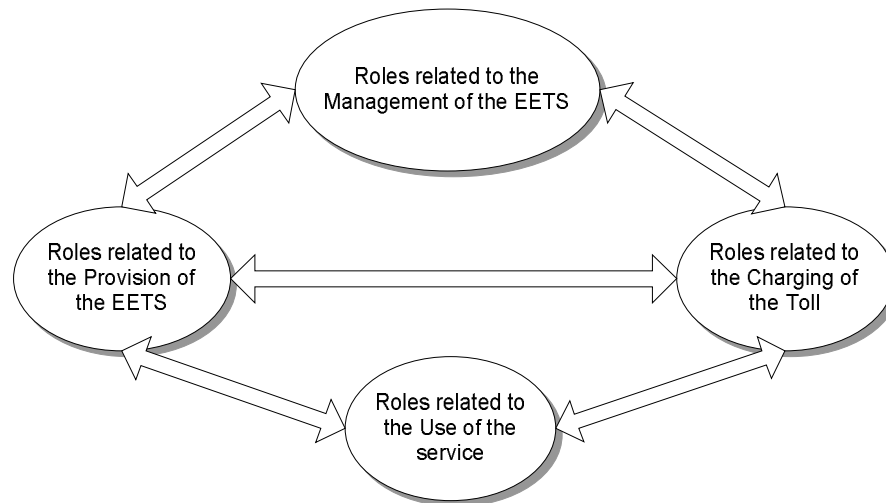 Roles related to the
Management of the EETS
Roles related to
the Provision of
the EETS
Roles related to
the Charging of
the Toll
Roles related to
the Use of the
service